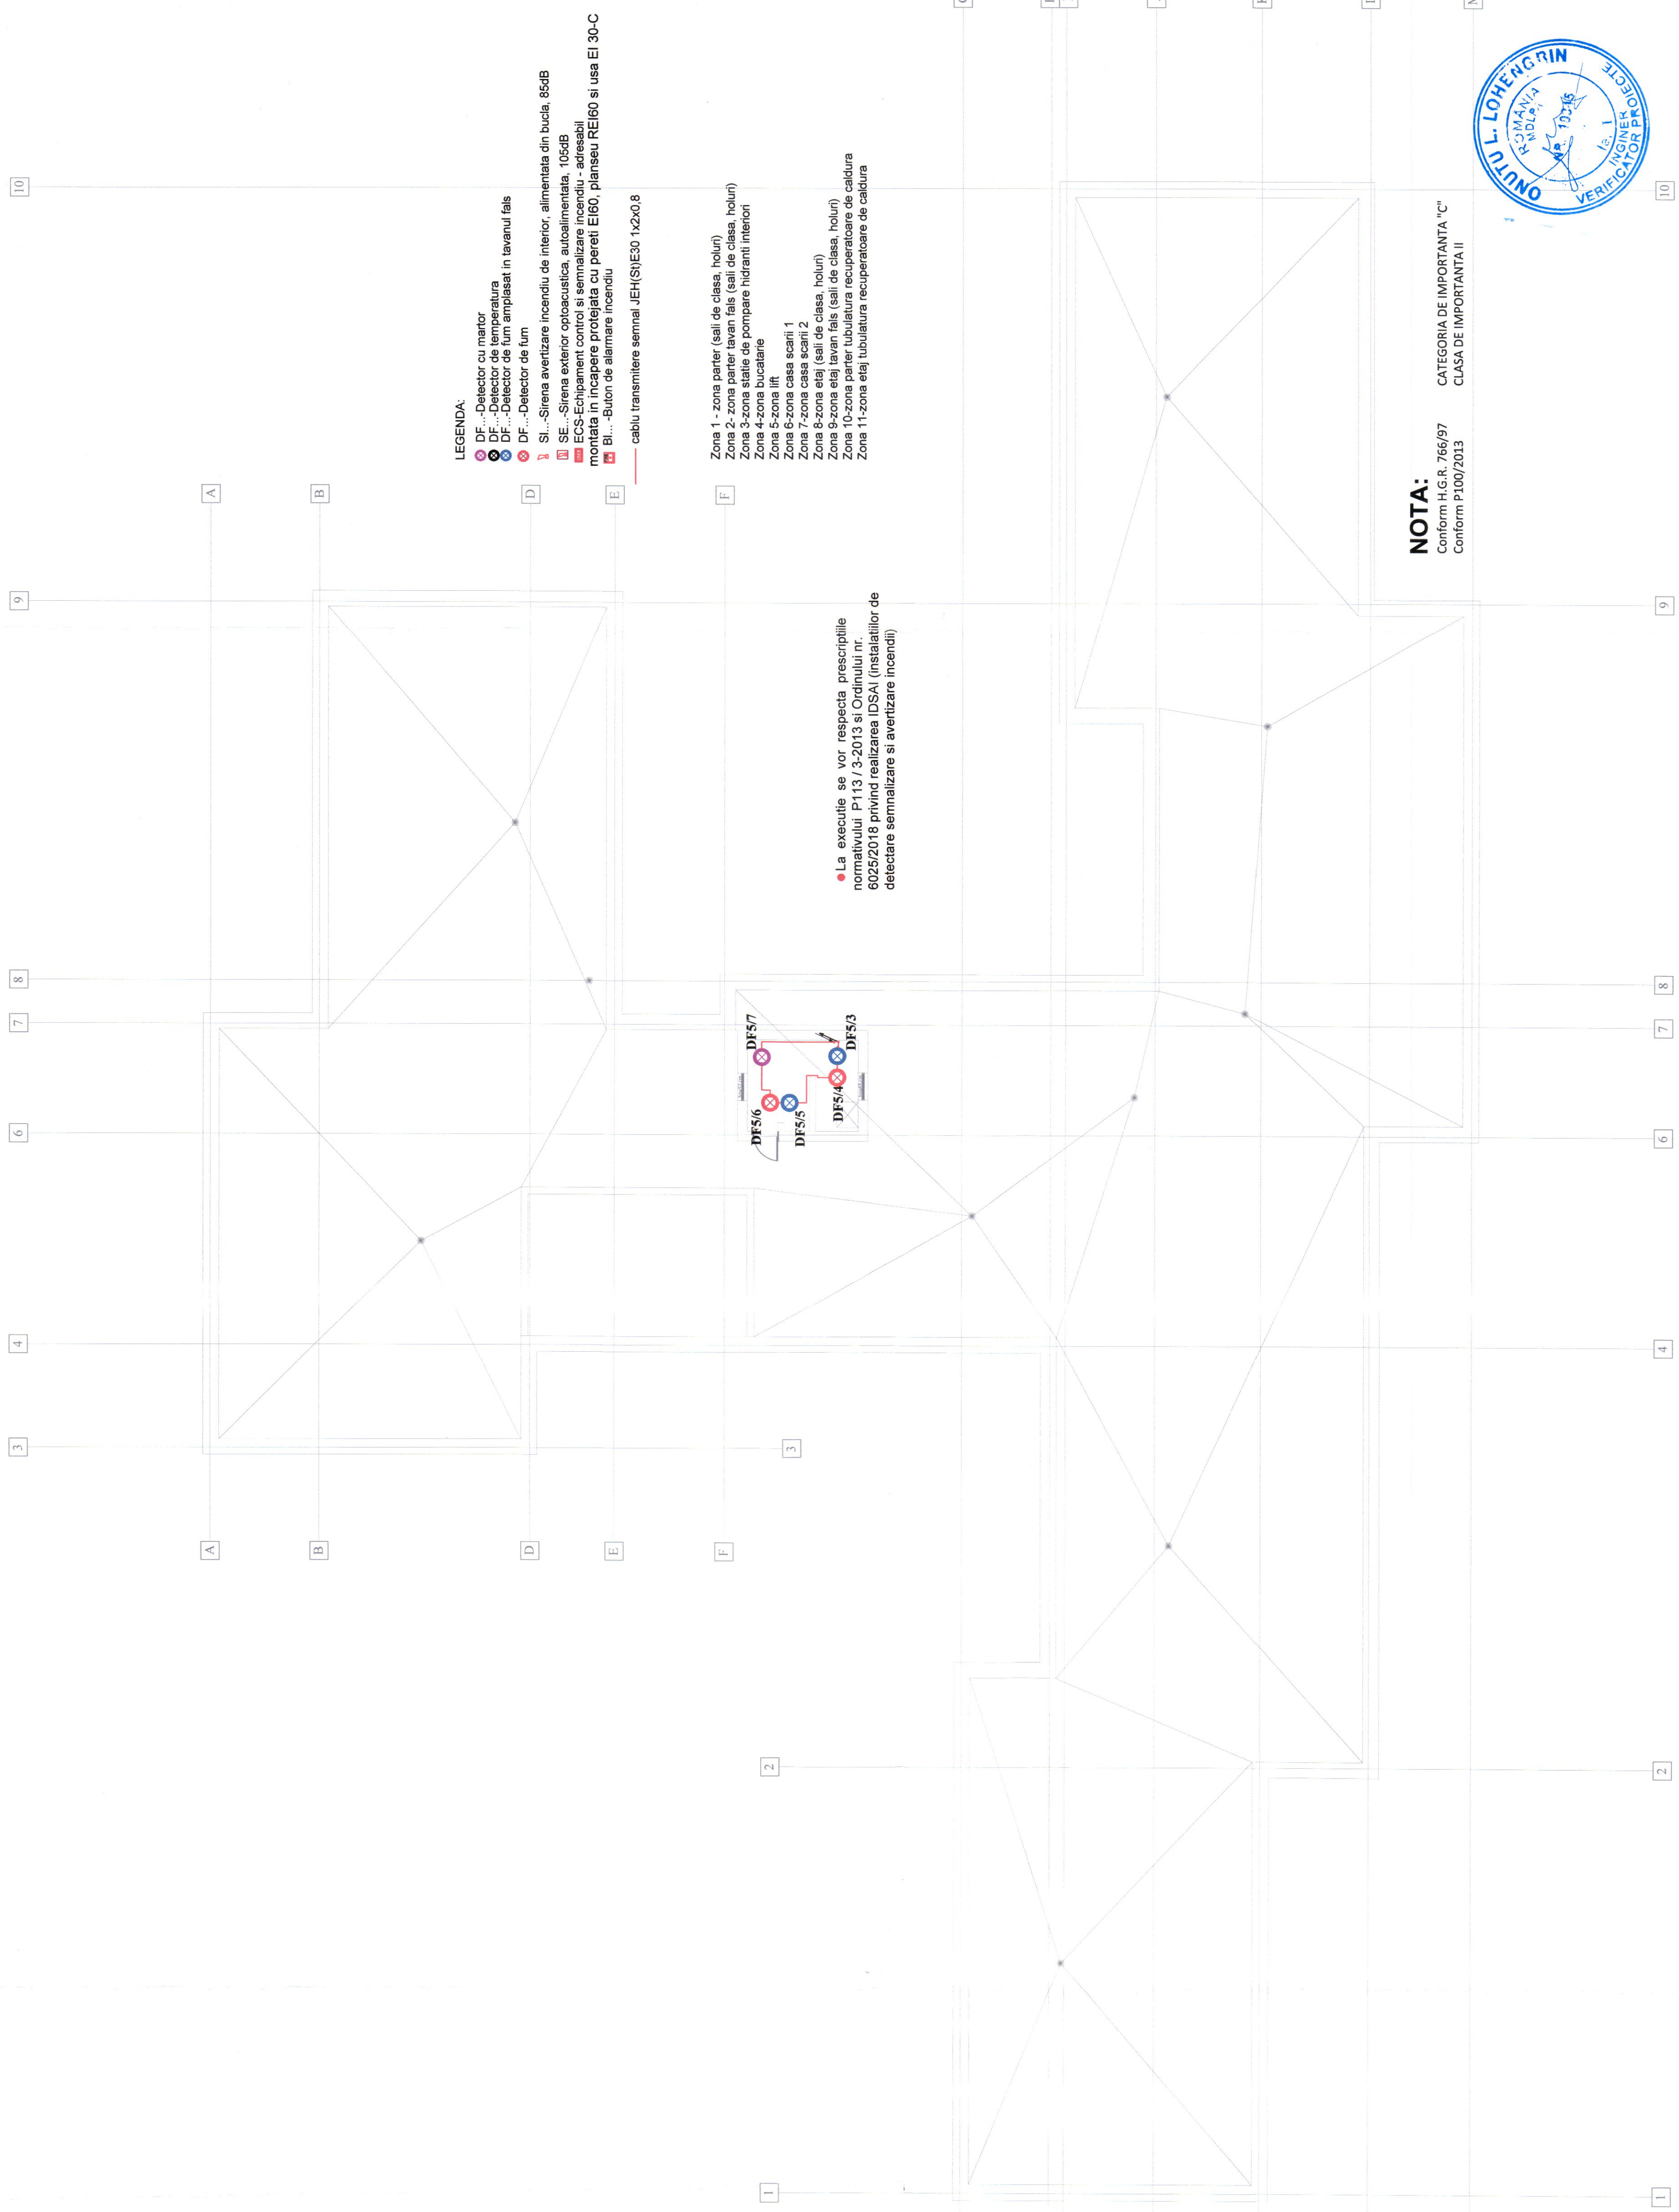 LEGENDA:
DF...-Detector cu martor
DF...-Detector de temperatura
DF...-Detector de fum amplasat in tavanul fals
DF...-Detector de fum
SI...-Sirena avertizare incendiu de interior, alimentata din bucla, 85dB
SE...-Sirena exterior optoacustica, autoalimentata, 105dB
ECS-Echipament control si semnalizare incendiu - adresabil
montata in incapere protejata cu pereti EI60, planseu REI60 si usa EI 30-C
BI... -Buton de alarmare incendiu
cablu transmitere semnal JEH(St)E30 1x2x0,8
Zona 1 - zona parter (sali de clasa, holuri)
Zona 2- zona parter tavan fals (sali de clasa, holuri)
Zona 3-zona statie de pompare hidranti interiori
Zona 4-zona bucatarie
Zona 5-zona lift
Zona 6-zona casa scarii 1
Zona 7-zona casa scarii 2
Zona 8-zona etaj (sali de clasa, holuri)
Zona 9-zona etaj tavan fals (sali de clasa, holuri)
Zona 10-zona parter tubulatura recuperatoare de caldura
Zona 11-zona etaj tubulatura recuperatoare de caldura
● La executie se vor respecta prescriptiile
normativului P113 / 3-2013 si Ordinului nr.
6025/2018 privind realizarea IDSAI (instalatiilor de
detectare semnalizare si avertizare incendii)
DF5/7
DF5/3
DF5/6
DF5/5
DF5/4
NOTA:
Conform H.G.R. 766/97 CATEGORIA DE IMPORTANTA "C"
Conform P100/2013 CLASA DE IMPORTANTA II
ONUTU L. LOHENGRIN
ROMANIA
MDLPA
Ia, I
INGINER
VERIFICATOR PROIECTE
A
B
D
E
F
A
B
D
E
F
3
4
6
7
8
9
10
3
2
1
1
2
4
6
7
8
9
10